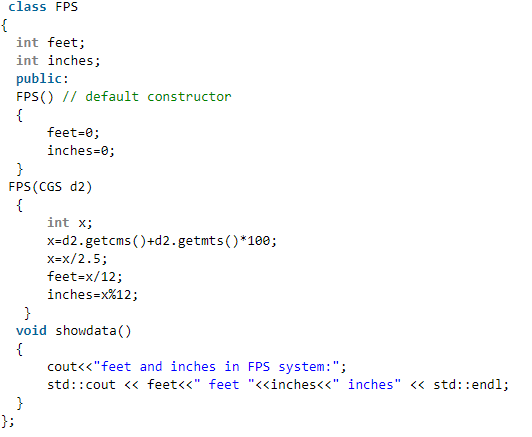 class FPS
{
int feet;
int inches;
public:
FPS() // default constructor
{
feet=0;
inches=0;
}
FPS(CGS d2)
{
int x;
x=d2.getcms()+d2.getmts()*100;
x=x/2.5;
feet=x/12;
inches=x%12;
}
void showdata()
{
cout<<"feet and inches in FPS system:";
std::cout << feet<<" feet "<<inches<<" inches" << std::endl;
}
};